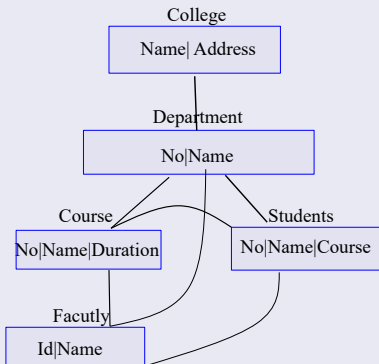 College
Name| Address
Department
No|Name
Course
Students
No|Name|Duration
No|Name|Course
Facutly
Id|Name